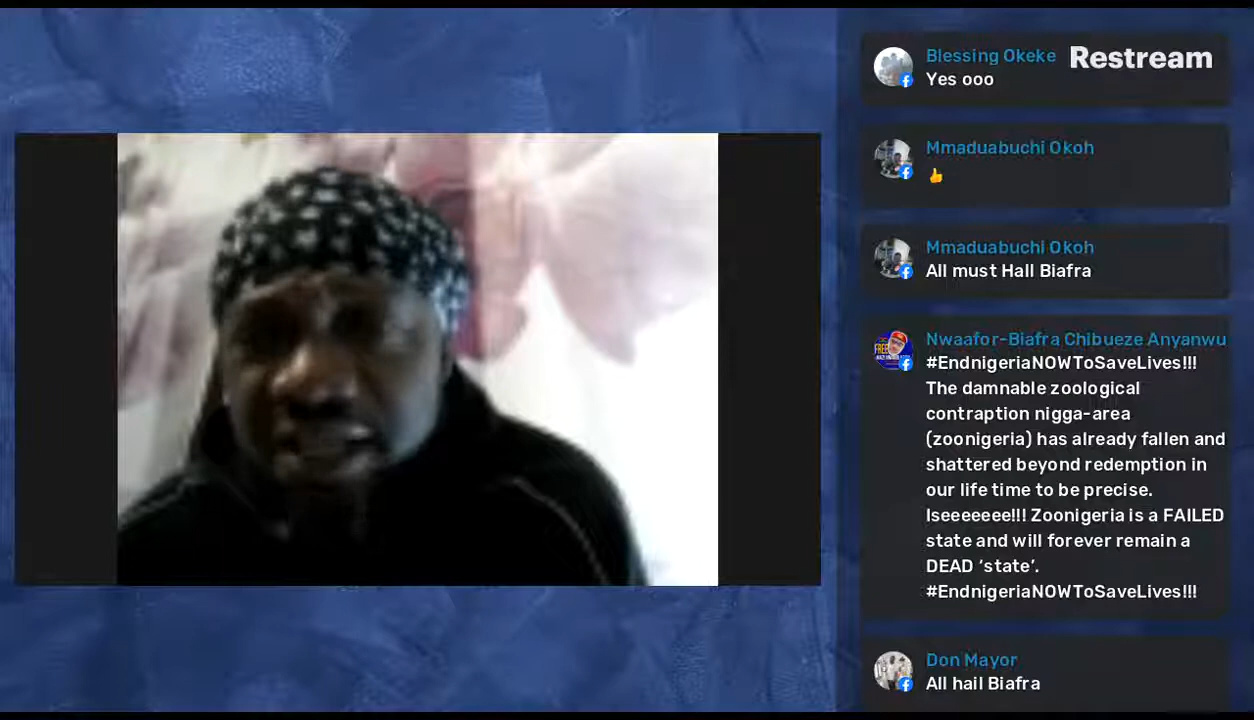 Blessing Okeke
Restream
Yes ooo
Mmaduabuchi Okoh
👍
Mmaduabuchi Okoh
All must Hall Biafra
Nwaafor-Biafra Chibueze Anyanwu
#EndnigeriaNOWToSaveLives!!!
The damnable zoological
contraption nigga-area
(zoonigeria) has already fallen and
shattered beyond redemption in
our life time to be precise.
Iseeeeeee!!! Zoonigeria is a FAILED
state and will forever remain a
DEAD ‘state’.
#EndnigeriaNOWToSaveLives!!!
Don Mayor
All hail Biafra